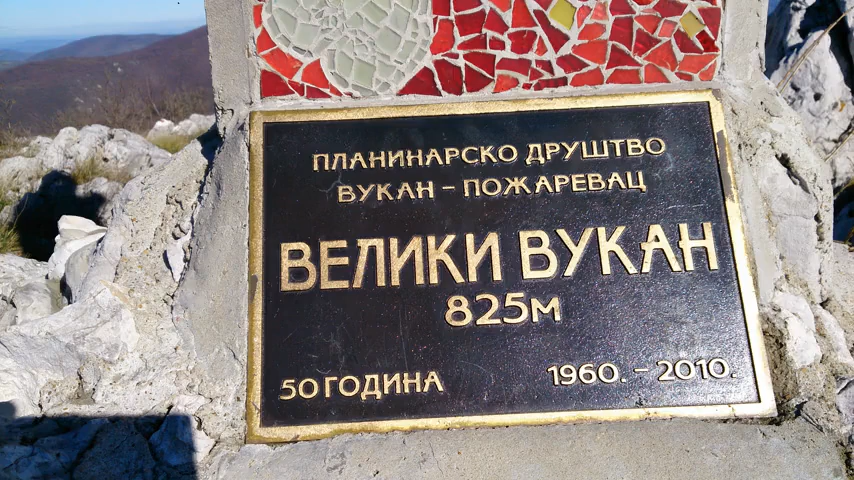 ПЛАНИНАРСКО ДРУШТВО
ВУКАН - ПОЖАРЕВАЦ
ВЕЛИКИ ВУКАН
825м
50 ГОДИНА 1960. - 2010.